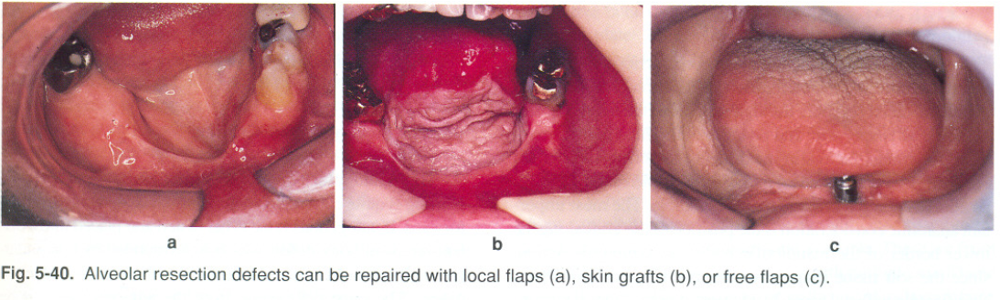 a b c
Fig. 5-40. Alveolar resection defects can be repaired with local flaps (a), skin grafts (b), or free flaps (c).